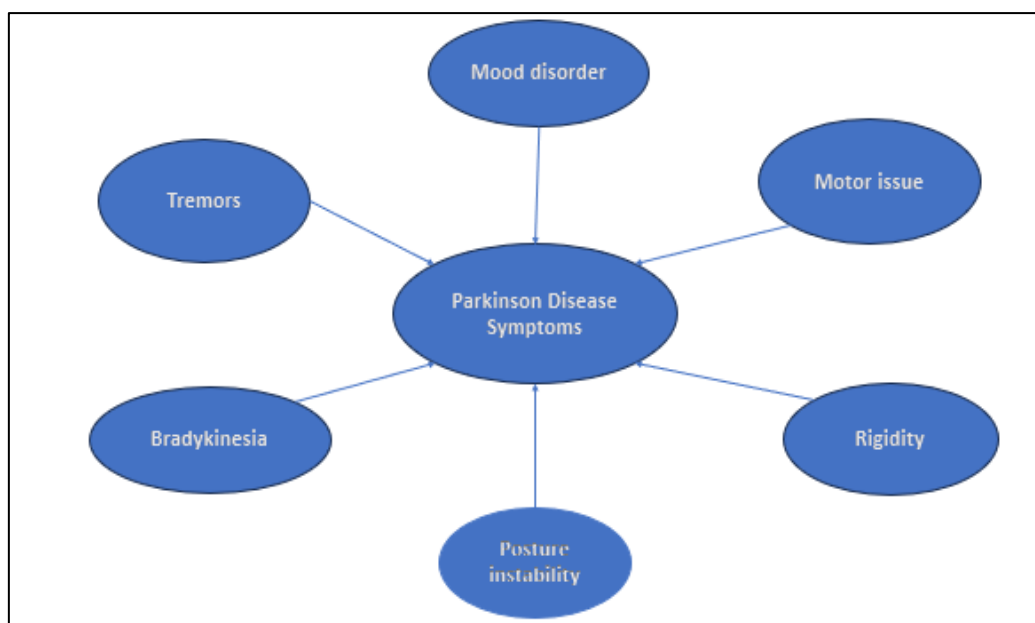 Mood disorder
Tremors
Motor issue
Parkinson Disease
Symptoms
Bradykinesia
Rigidity
Posture
instability